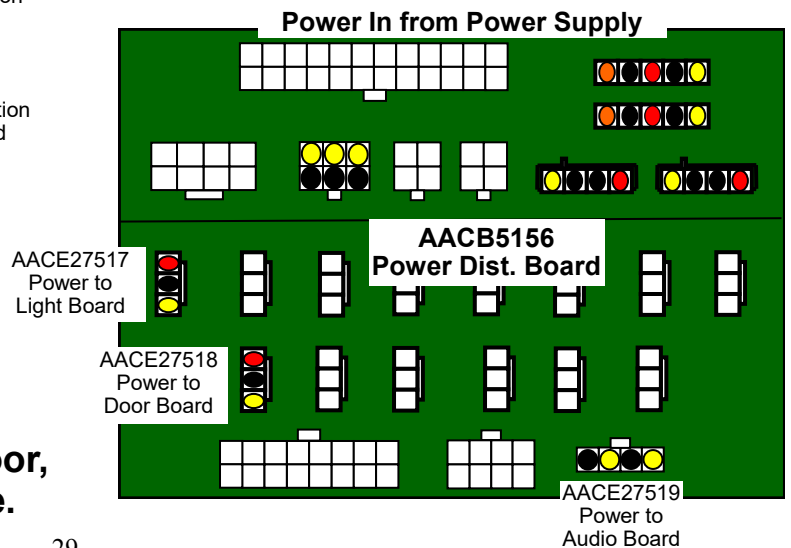 Power In from Power Supply
AACB5156
Power Dist. Board
AACE27517
Power to
Light Board
AACE27518
Power to
Door Board
AACE27519
Power to
Audio Board